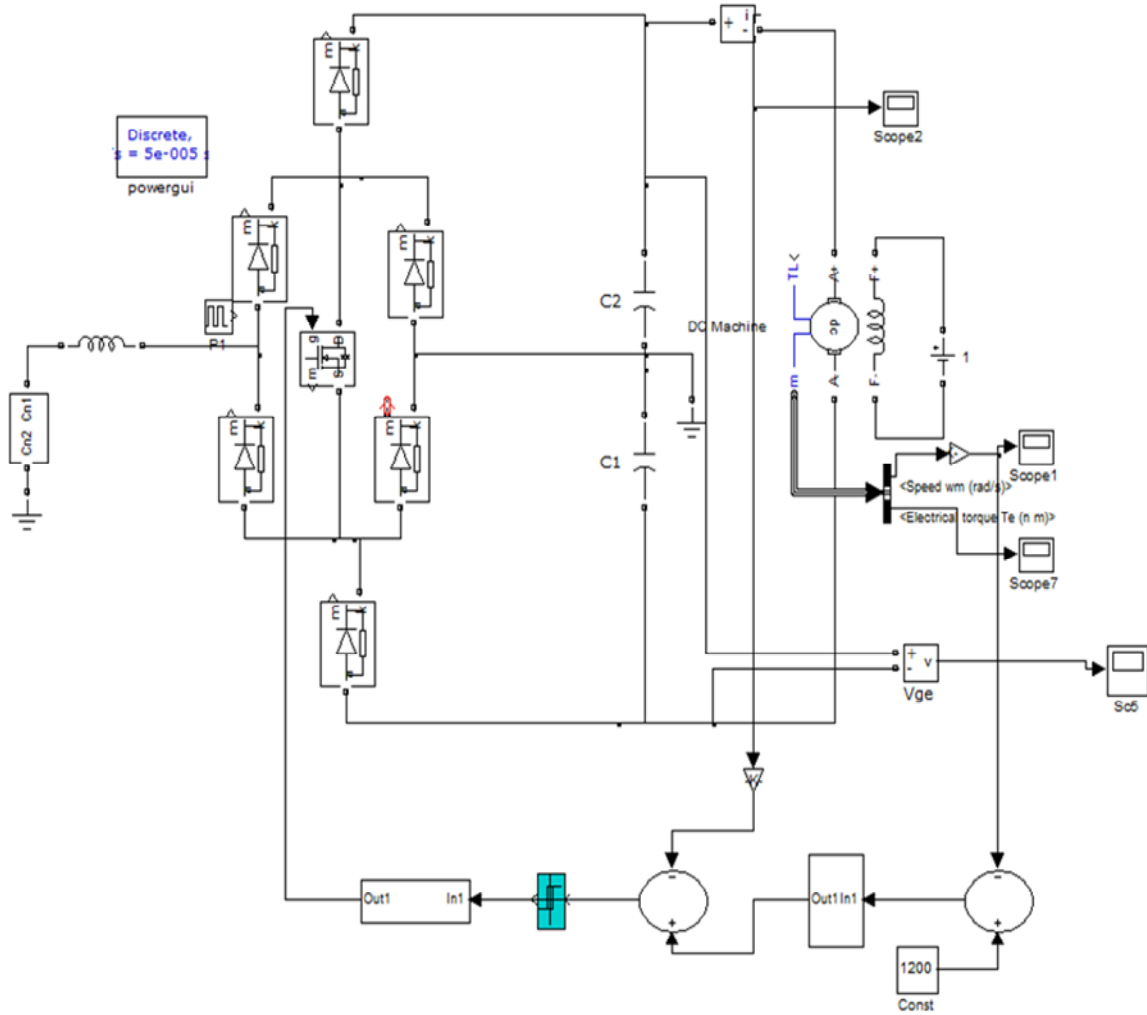 i
+
-
m
k
Scope2
Discrete,
s = 5e-005 s
powergui
m
k
m
k
TL
A+
F+
C2
DC Machine
dc
1
P1
g
D
m
S
Cn1
Cn2
m
k
m
k
m
A
F-
C1
Scope1
<Speed wm (rad/s)>
<Electrical torque Te (n m)>
Scope7
m
k
+
-
v
Vge
Sc5
K
-
-
Out1
In1
Out1
In1
+
+
1200
Const